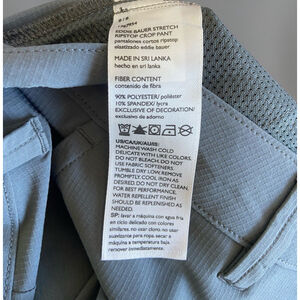 EDDIE BAUER STRETCH
RIPSTOP CROP PANT
pantalones cortos ripstop
elastizado eddie bauer
MADE IN SRI LANKA
hecho en sri lanka
FIBER CONTENT
contenido de fibra
90% POLYESTER/ poliéster
10% SPANDEX/ lycra
EXCLUSIVE OF DECORATION/
exclusivo de adorno
US/CA/UK/AUS:
MACHINE WASH COLD
DELICATE WITH LIKE COLORS.
DO NOT BLEACH. DO NOT
USE FABRIC SOFTENERS.
TUMBLE DRY LOW. REMOVE
PROMPTLY. COOL IRON AS
DESIRED. DO NOT DRY CLEAN.
FOR BEST PERFORMANCE,
WATER REPELLENT FINISH
SHOULD BE REPLENISHED AS
NEEDED.
SP: lavar a máquina con agua fría
en ciclo delicado con colores
similares. no usar cloro. no usar
suavizante para ropa. secar a
máquina a temperatura baja.
remover inmediatamente.